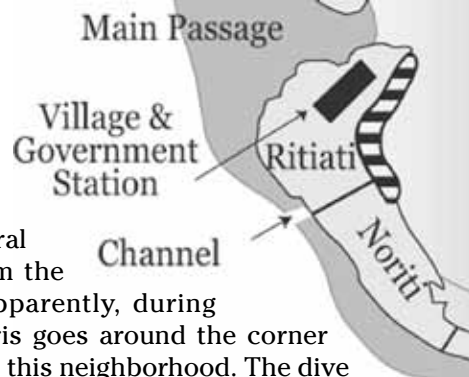 Main Passage
Village &
Government
Station
Ritiati
Channel
Noriti
ral
m the
pparently, during
ris goes around the corner
this neighborhood. The dive